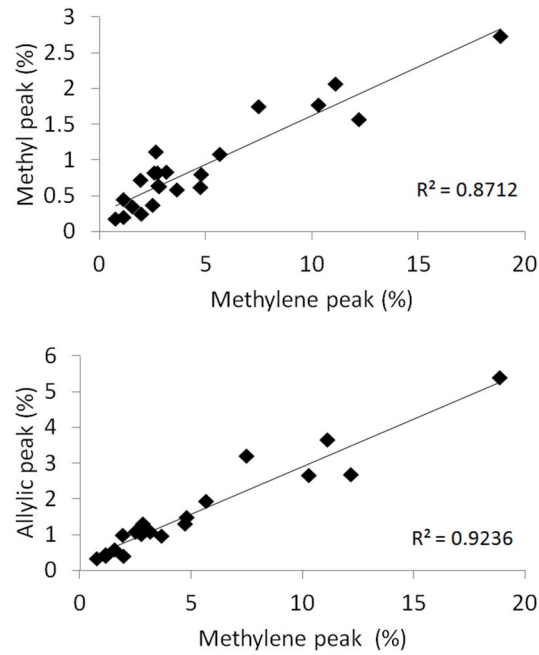 Methyl peak (%)
3
2.5
2
1.5
1
0.5
0
R² = 0.8712
0 5 10 15 20
Methylene peak (%)
Allylic peak (%)
6
5
4
3
2
1
0
R² = 0.9236
0 5 10 15 20
Methylene peak (%)